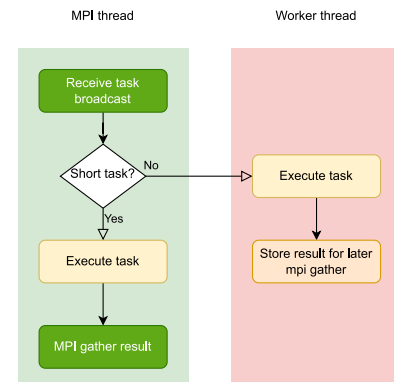 MPI thread
Worker thread
Receive task
broadcast
Short task?
No
Execute task
Yes
Execute task
Store result for later
mpi gather
MPI gather result